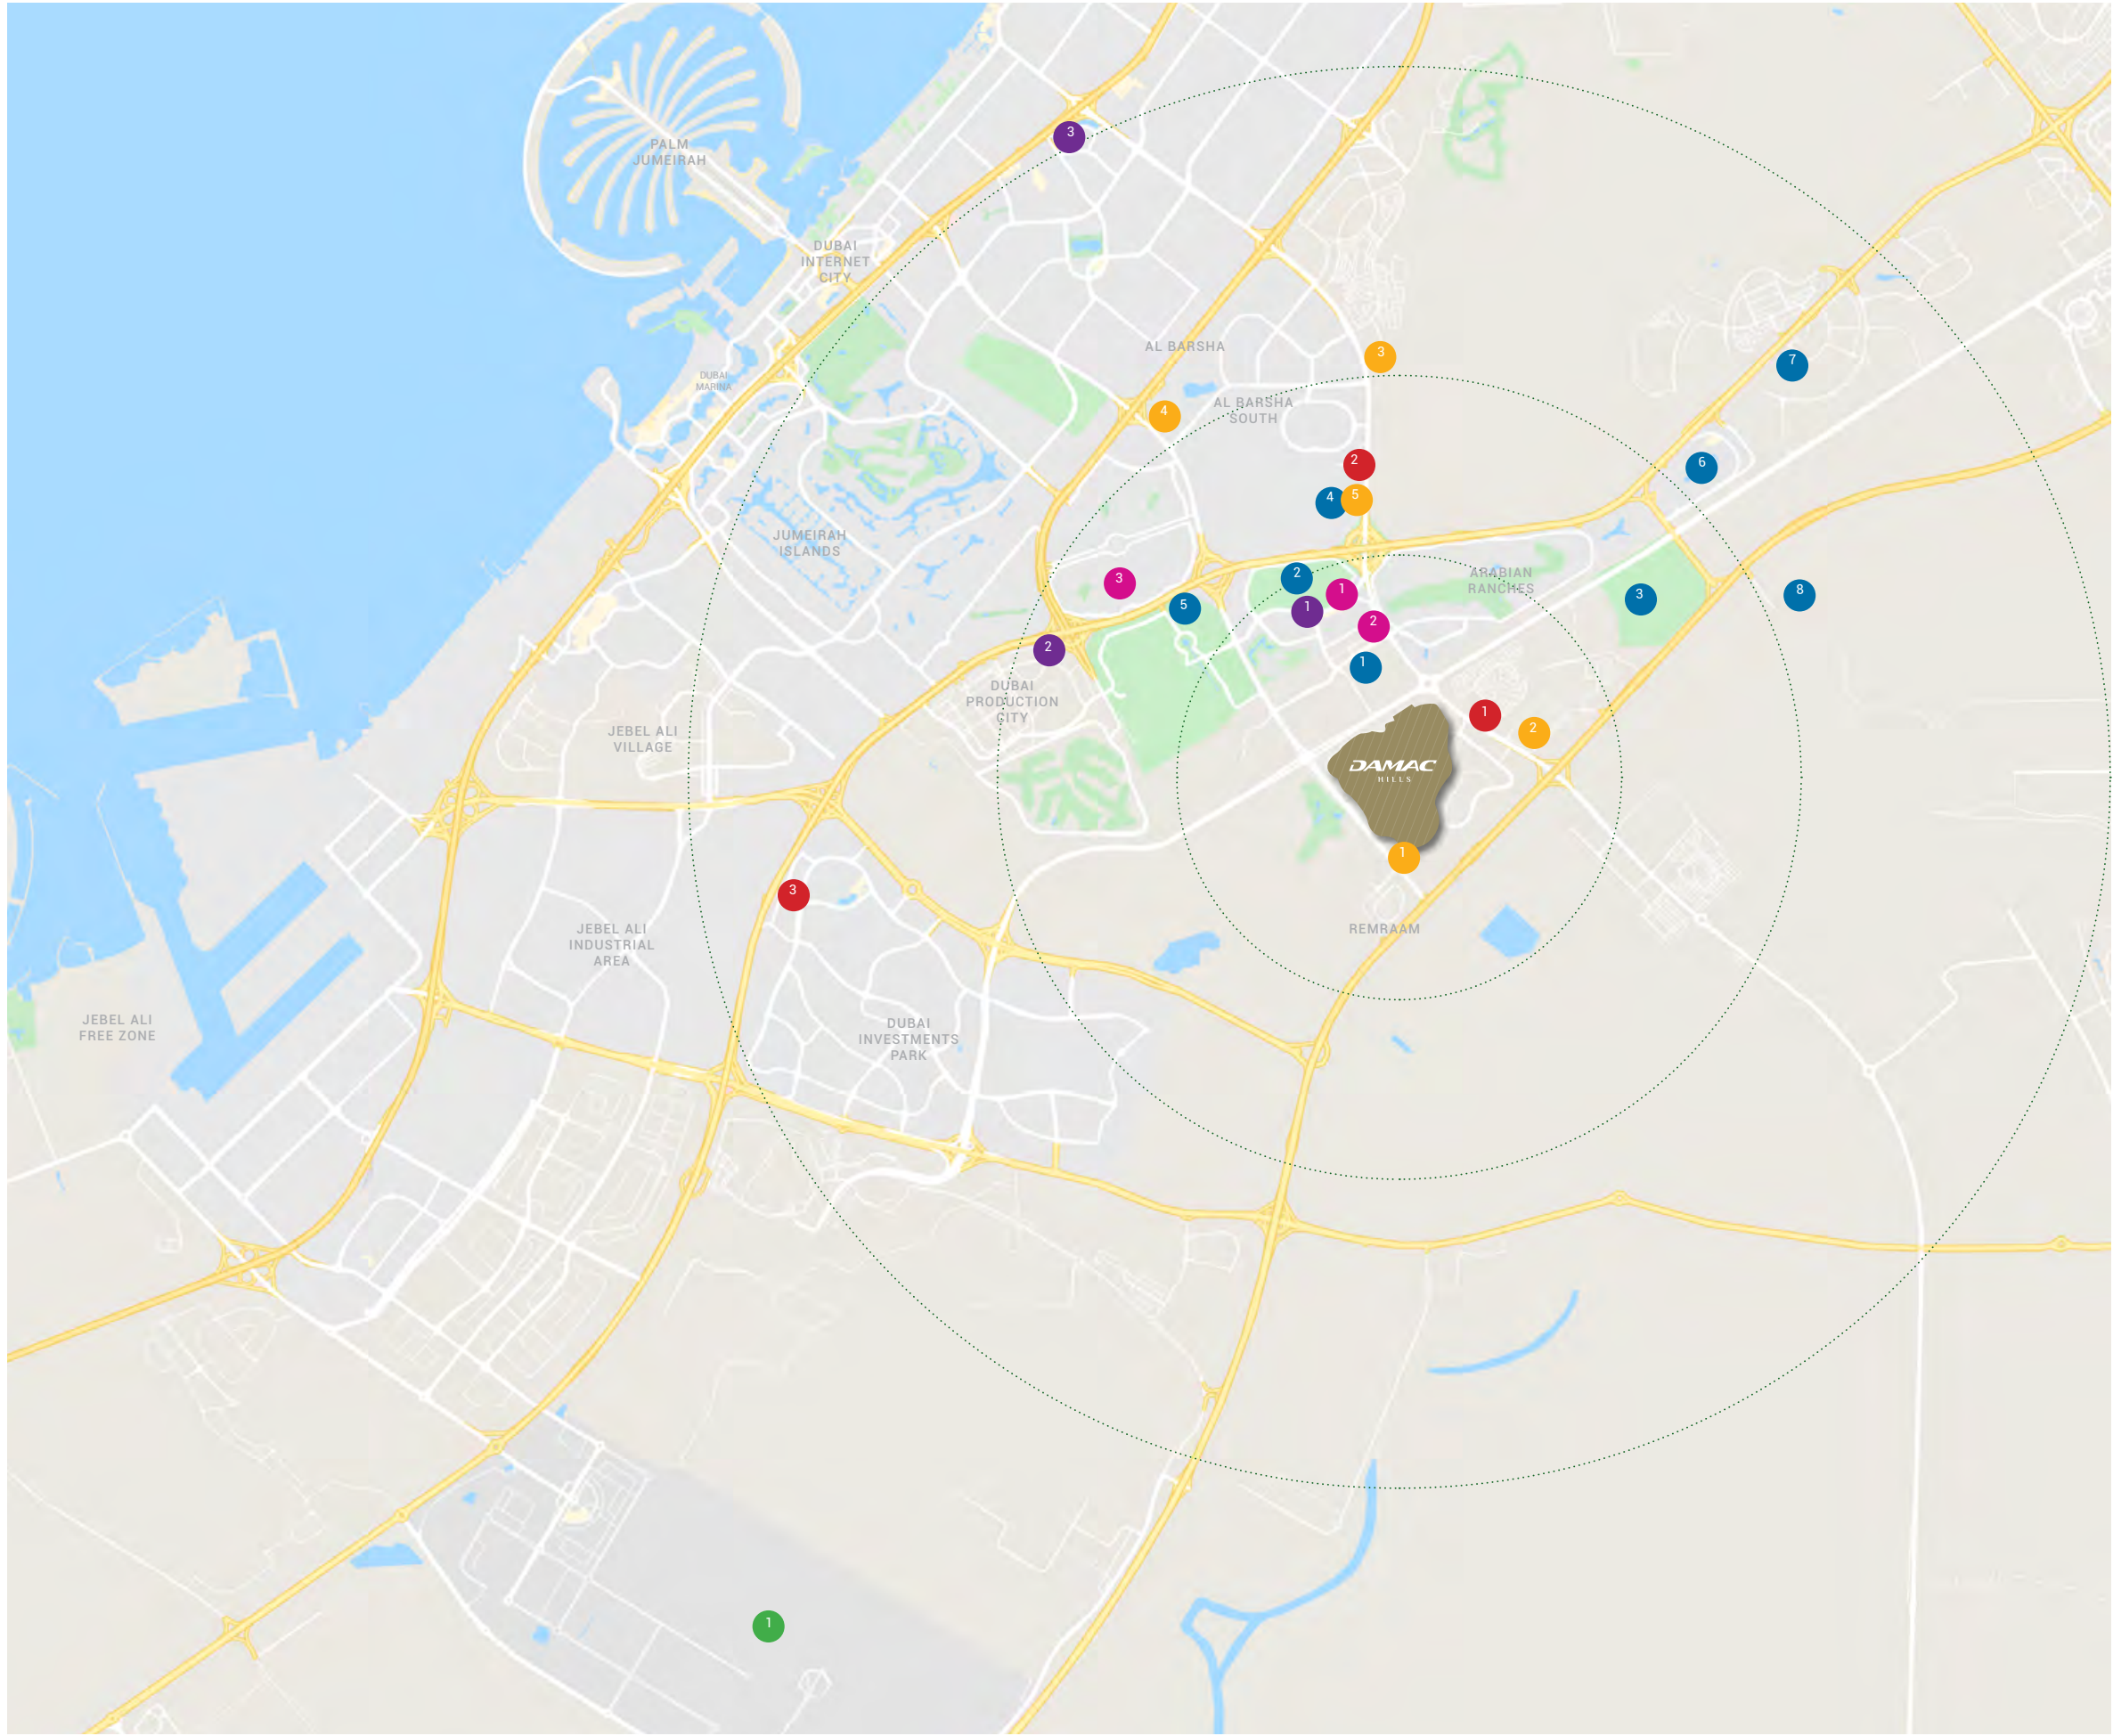 3
PALM
JUMEIRAH
DUBAI
INTERNET
CITY
AL BARSHA
3
7
DUBAI
MARINA
AL BARSHA
SOUTH
4
2
6
4
5
JUMEIRAH
ISLANDS
3
2
1
ARABIAN
RANCHES
3
8
5
1
2
2
1
DUBAI
PRODUCTION
CITY
1
2
JEBEL ALI
VILLAGE
DAMAC
HILLS
1
3
JEBEL ALI
INDUSTRIAL
AREA
REMRAAM
JEBEL ALI
FREE ZONE
DUBAI
INVESTMENTS
PARK
1